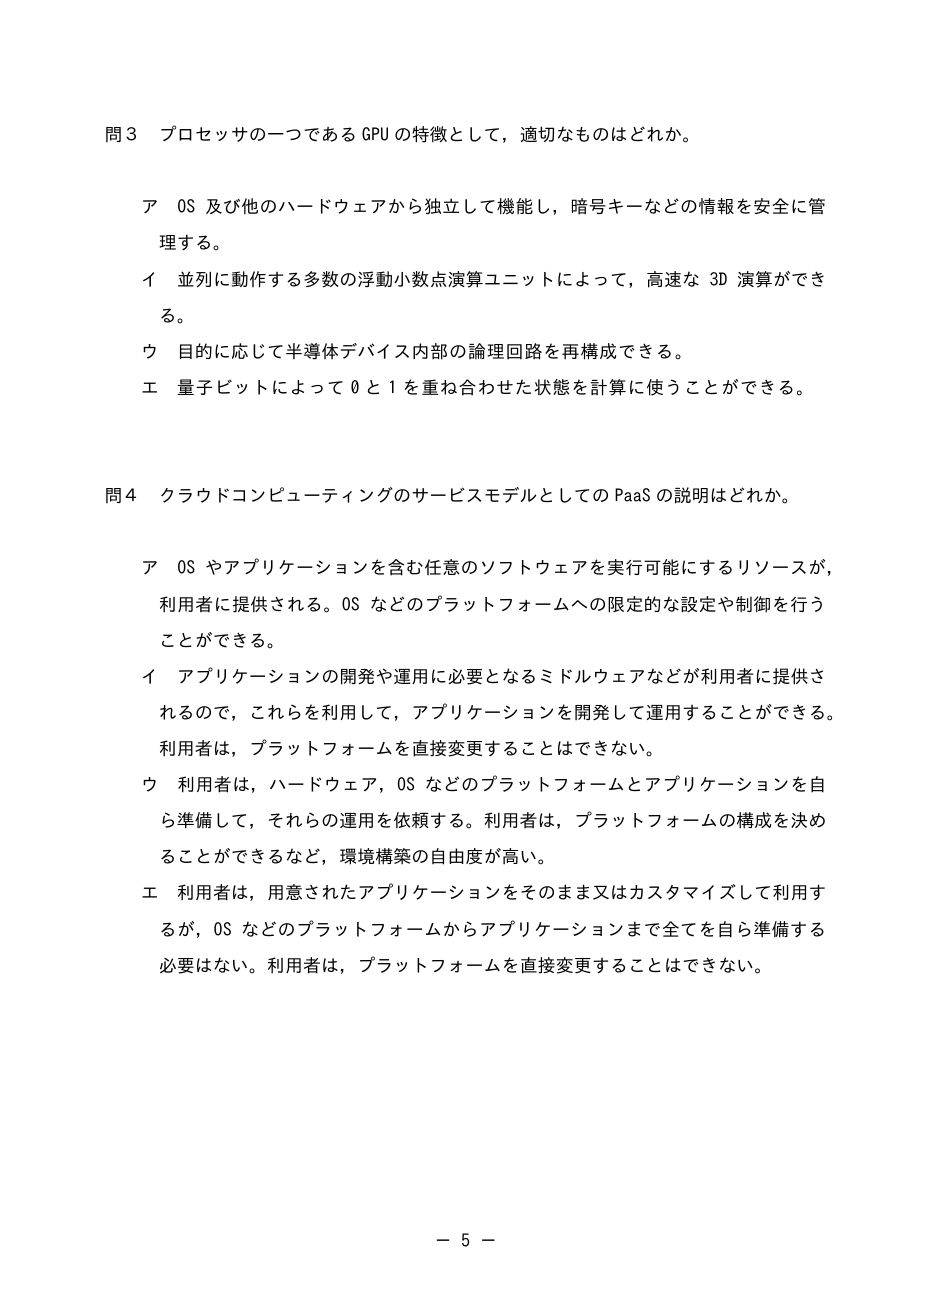 問３　プロセッサの一つである GPU の特徴として，適切なものはどれか。
ア　OS 及び他のハードウェアから独立して機能し，暗号キーなどの情報を安全に管
理する。
イ　並列に動作する多数の浮動小数点演算ユニットによって，高速な 3D 演算ができ
る。
ウ　目的に応じて半導体デバイス内部の論理回路を再構成できる。
エ　量子ビットによって 0 と 1 を重ね合わせた状態を計算に使うことができる。
問４　クラウドコンピューティングのサービスモデルとしての PaaS の説明はどれか。
ア　OS やアプリケーションを含む任意のソフトウェアを実行可能にするリソースが，
利用者に提供される。OS などのプラットフォームへの限定的な設定や制御を行う
ことができる。
イ　アプリケーションの開発や運用に必要となるミドルウェアなどが利用者に提供さ
れるので，これらを利用して，アプリケーションを開発して運用することができる。
利用者は，プラットフォームを直接変更することはできない。
ウ　利用者は，ハードウェア，OS などのプラットフォームとアプリケーションを自
ら準備して，それらの運用を依頼する。利用者は，プラットフォームの構成を決め
ることができるなど，環境構築の自由度が高い。
エ　利用者は，用意されたアプリケーションをそのまま又はカスタマイズして利用す
るが，OS などのプラットフォームからアプリケーションまで全てを自ら準備する
必要はない。利用者は，プラットフォームを直接変更することはできない。
－ 5 －